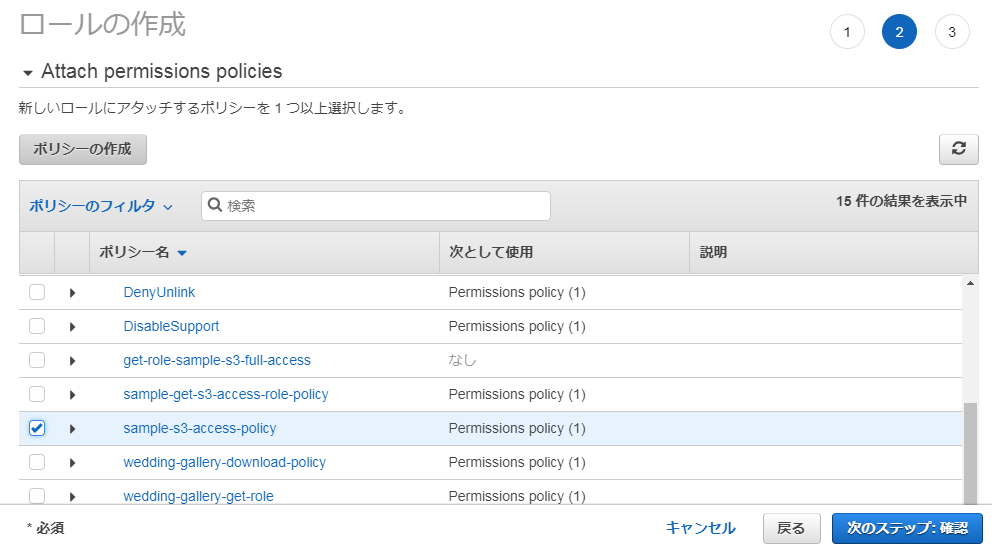 ロールの作成
1 2 3
Attach permissions policies
新しいロールにアタッチするポリシーを 1 つ以上選択します。
ポリシーの作成
ポリシーのフィルタ 検索 15 件の結果を表示中
ポリシー名 次として使用 説明
DenyUnlink Permissions policy (1)
DisableSupport Permissions policy (1)
get-role-sample-s3-full-access なし
sample-get-s3-access-role-policy Permissions policy (1)
sample-s3-access-policy Permissions policy (1)
wedding-gallery-download-policy Permissions policy (1)
wedding-gallery-get-role Permissions policy (1)
* 必須 キャンセル 戻る 次のステップ: 確認